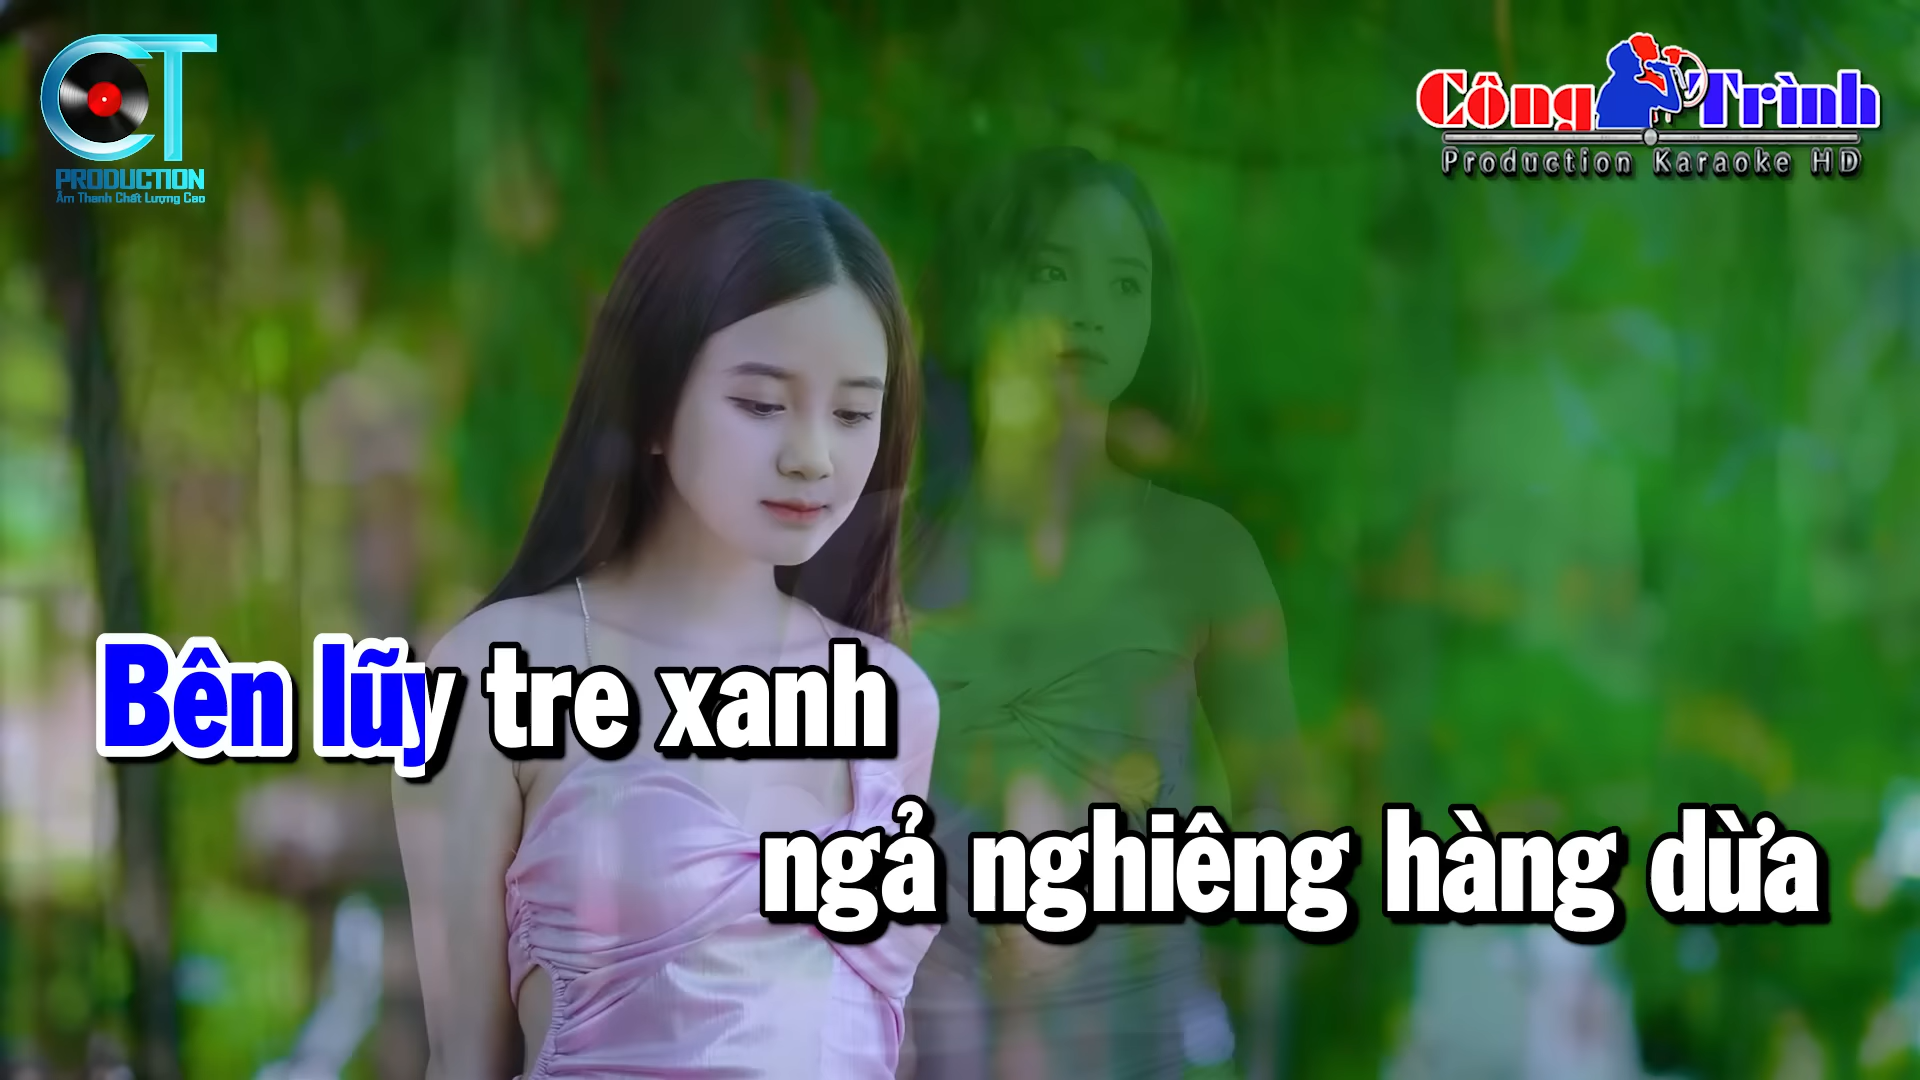 CT
PRODUCTION
Âm Thanh Chất Lượng Cao
Công Trình
Production Karaoke HD
Bên lũy tre xanh
ngả nghiêng hàng dừa